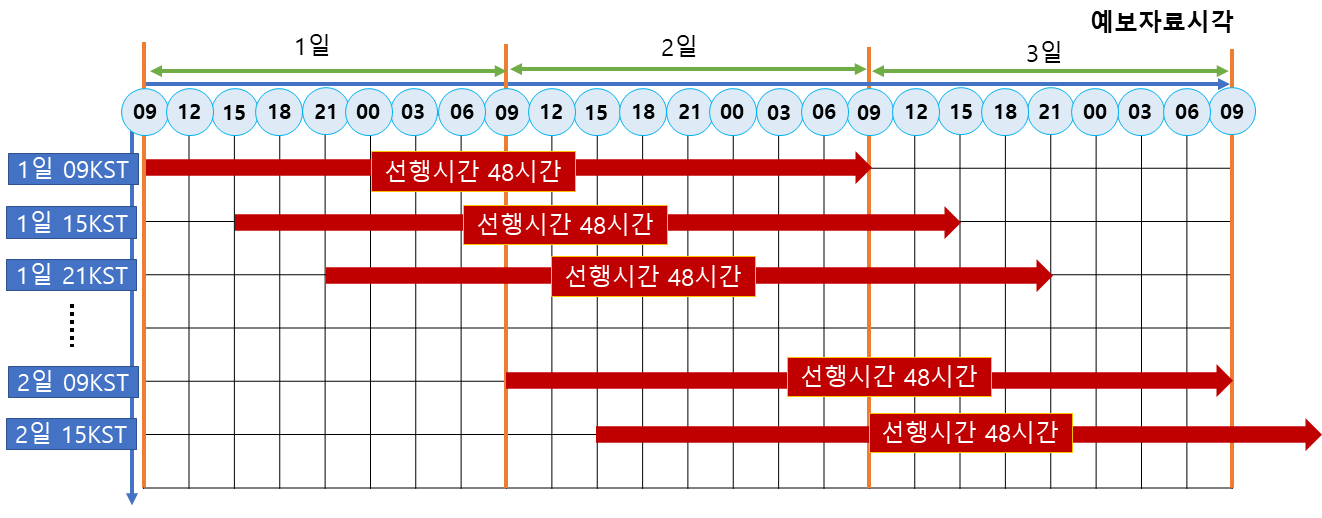 예보자료시각
1일 2일 3일
09 12 15 18 21 00 03 06 09 12 15 18 21 00 03 06 09 12 15 18 21 00 03 06 09
1일 09KST 선행시간 48시간
1일 15KST 선행시간 48시간
1일 21KST 선행시간 48시간
2일 09KST 선행시간 48시간
2일 15KST 선행시간 48시간